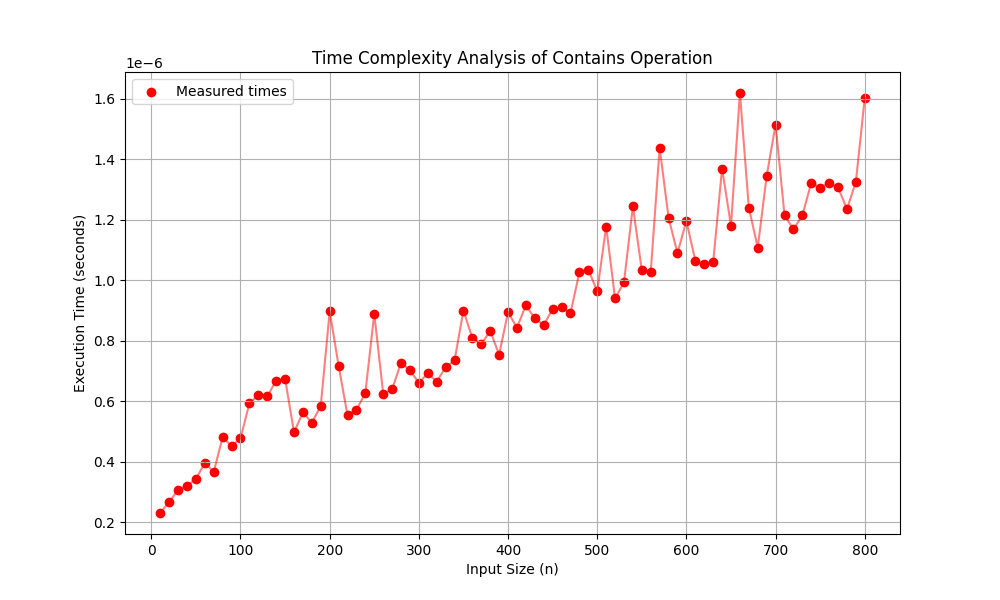 Time Complexity Analysis of Contains Operation
1e−6
Measured times
1.6
1.4
1.2
1.0
0.8
0.6
0.4
0.2
Execution Time (seconds)
0 100 200 300 400 500 600 700 800
Input Size (n)